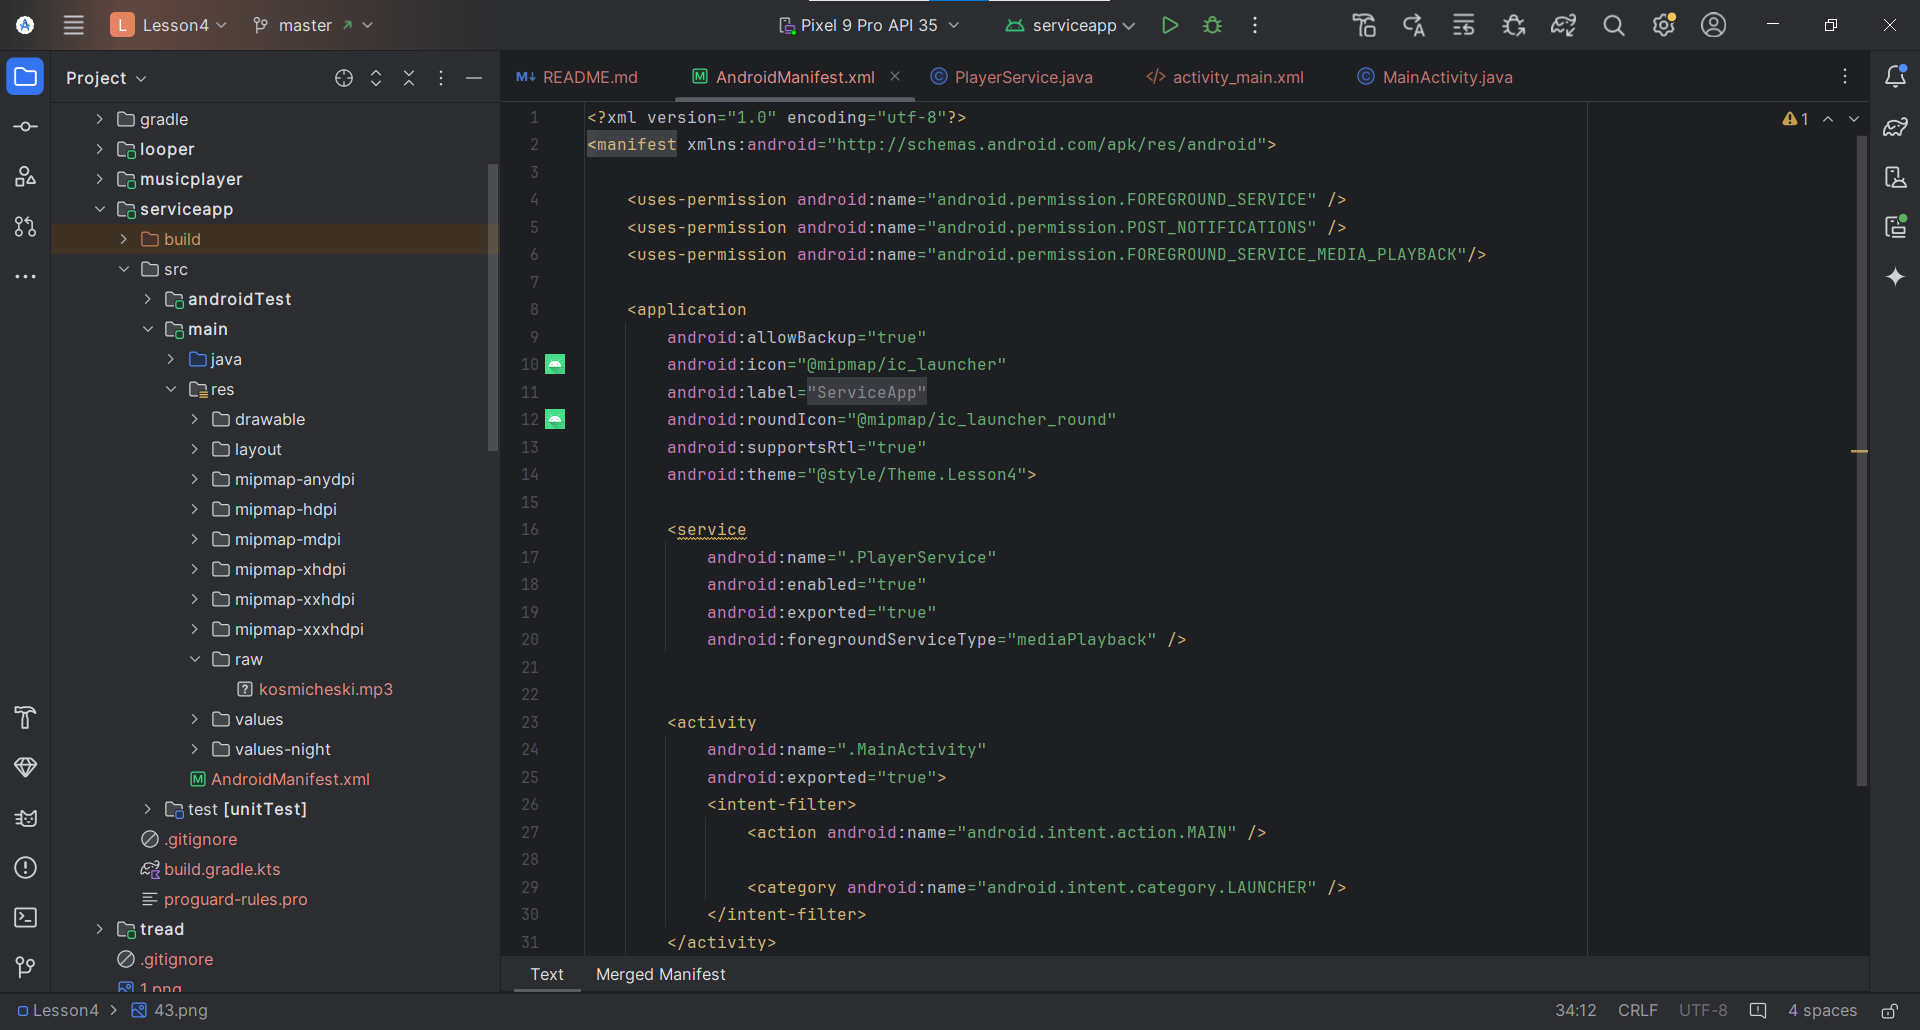 L Lesson4 master Pixel 9 Pro API 35 serviceapp
Project
README.md AndroidManifest.xml PlayerService.java activity_main.xml MainActivity.java
gradle
looper
musicplayer
serviceapp
build
src
androidTest
main
java
res
drawable
layout
mipmap-anydpi
mipmap-hdpi
mipmap-mdpi
mipmap-xhdpi
mipmap-xxhdpi
mipmap-xxxhdpi
raw
kosmicheski.mp3
values
values-night
AndroidManifest.xml
test [unitTest]
.gitignore
build.gradle.kts
proguard-rules.pro
tread
.gitignore
1.png
1 <?xml version="1.0" encoding="utf-8"?>
2 <manifest xmlns:android="http://schemas.android.com/apk/res/android">
3
4 <uses-permission android:name="android.permission.FOREGROUND_SERVICE" />
5 <uses-permission android:name="android.permission.POST_NOTIFICATIONS" />
6 <uses-permission android:name="android.permission.FOREGROUND_SERVICE_MEDIA_PLAYBACK"/>
7
8 <application
9 android:allowBackup="true"
10 android:icon="@mipmap/ic_launcher"
11 android:label="ServiceApp"
12 android:roundIcon="@mipmap/ic_launcher_round"
13 android:supportsRtl="true"
14 android:theme="@style/Theme.Lesson4">
15
16 <service
17 android:name=".PlayerService"
18 android:enabled="true"
19 android:exported="true"
20 android:foregroundServiceType="mediaPlayback" />
21
22
23 <activity
24 android:name=".MainActivity"
25 android:exported="true">
26 <intent-filter>
27 <action android:name="android.intent.action.MAIN" />
28
29 <category android:name="android.intent.category.LAUNCHER" />
30 </intent-filter>
31 </activity>
1
Text Merged Manifest
Lesson4 > 43.png 34:12 CRLF UTF-8 4 spaces